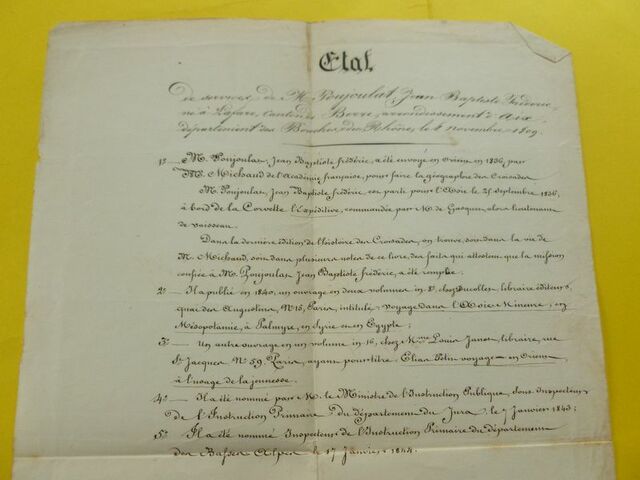 Etat
De services de M. Poujoulat, Jean Baptiste Frédéric
né à Lafare, Canton de Berre, arrondissement d'Aix
département des Bouches du Rhône, le 4 novembre 1809.
1° — M. Poujoulat, Jean Baptiste frédéric, a été envoyé en Orient en 1836, par
M. Michaud de l'Académie française, pour faire la géographie des Croisades
M. Poujoulat, Jean Baptiste frédéric, est parti pour l'Asie le 25 septembre 1836,
à bord de la Corvette l'expéditive, commandée par M. de Gasquet, alors lieutenant
de vaisseau.
Dans la dernière édition de l'histoire des Croisades, on trouve, soit dans la vie de
M. Michaud, soit dans plusieurs notes de ce livre, des faits qui attestent que la mission
confiée à M. Poujoulat Jean Baptiste Frédéric, a été remplie;
2° — Il a publié en 1840, un ouvrage en deux volumes in 8°, chez Ducollet, libraire éditeur,
quai des Augustins, N° 15, Paris, intitulé voyage dans l'Asie Mineure, en
Mésopotamie, à Palmyre, en Syrie et en Egypte;
3° — Un autre ouvrage en un volume in 16, chez Mme Louis Janet, libraire, rue
St Jacques N° 59, Paris, ayant pour titre: Elias Petit voyage en Orient,
à l'usage de la jeunesse.
4° — Il a été nommé par M. le Ministre de l'Instruction Publique, Sous Inspecteur
de l'Instruction Primaire du département du Jura, le 7 Janvier 1843;
5° Il a été nommé Inspecteur de l'Instruction Primaire du département
des Basses Alpes le 17 Janvier 1844.